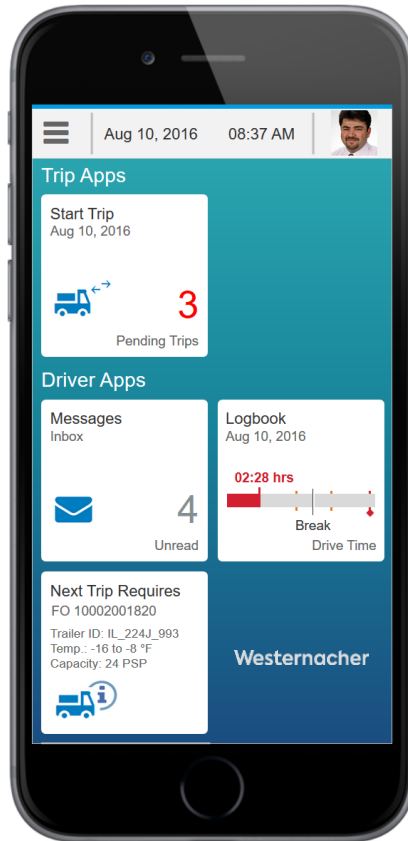 Aug 10, 2016 08:37 AM
Trip Apps
Start Trip
Aug 10, 2016
3
Pending Trips
Driver Apps
Messages
Inbox
4
Unread
Logbook
Aug 10, 2016
02:28 hrs
Break
Drive Time
Next Trip Requires
FO 10002001820
Trailer ID: IL_224J_993
Temp.: -16 to -8 °F
Capacity: 24 PSP
i
Westernacher